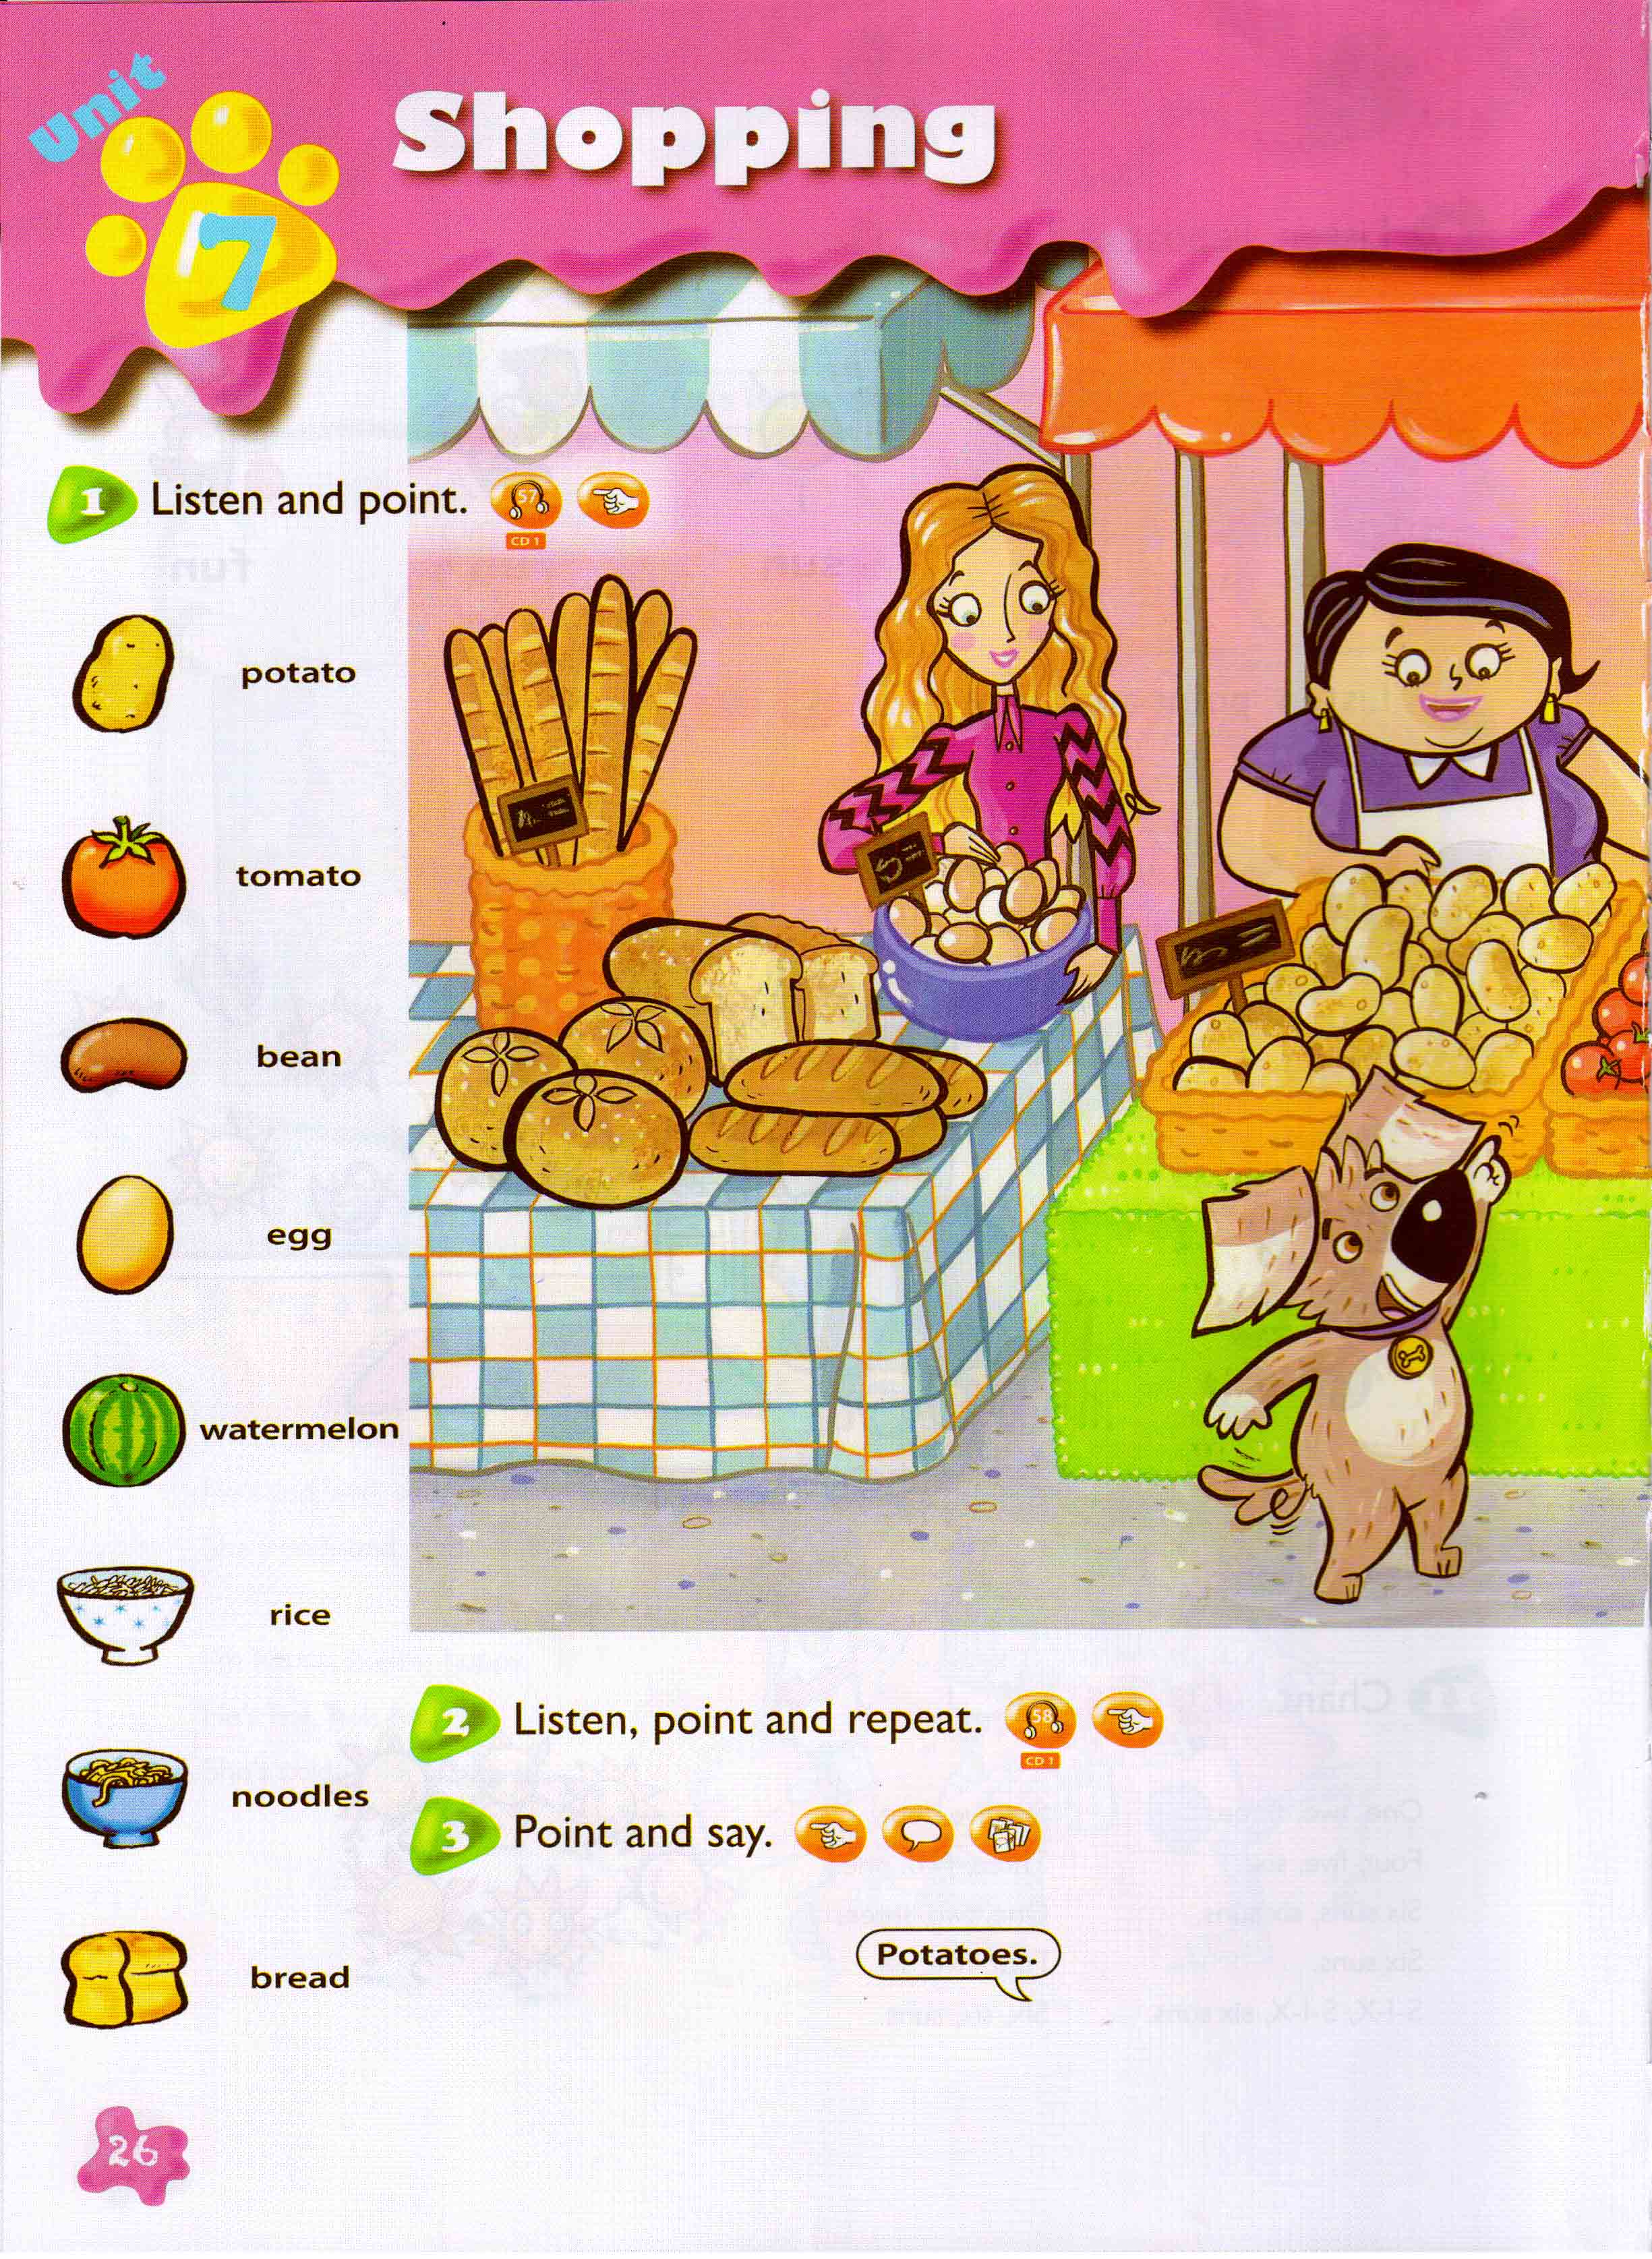 Unit
7
Shopping
1 Listen and point.
57
CD 1
potato
tomato
bean
egg
watermelon
rice
noodles
bread
2 Listen, point and repeat.
58
CD 1
3 Point and say.
Potatoes.
26